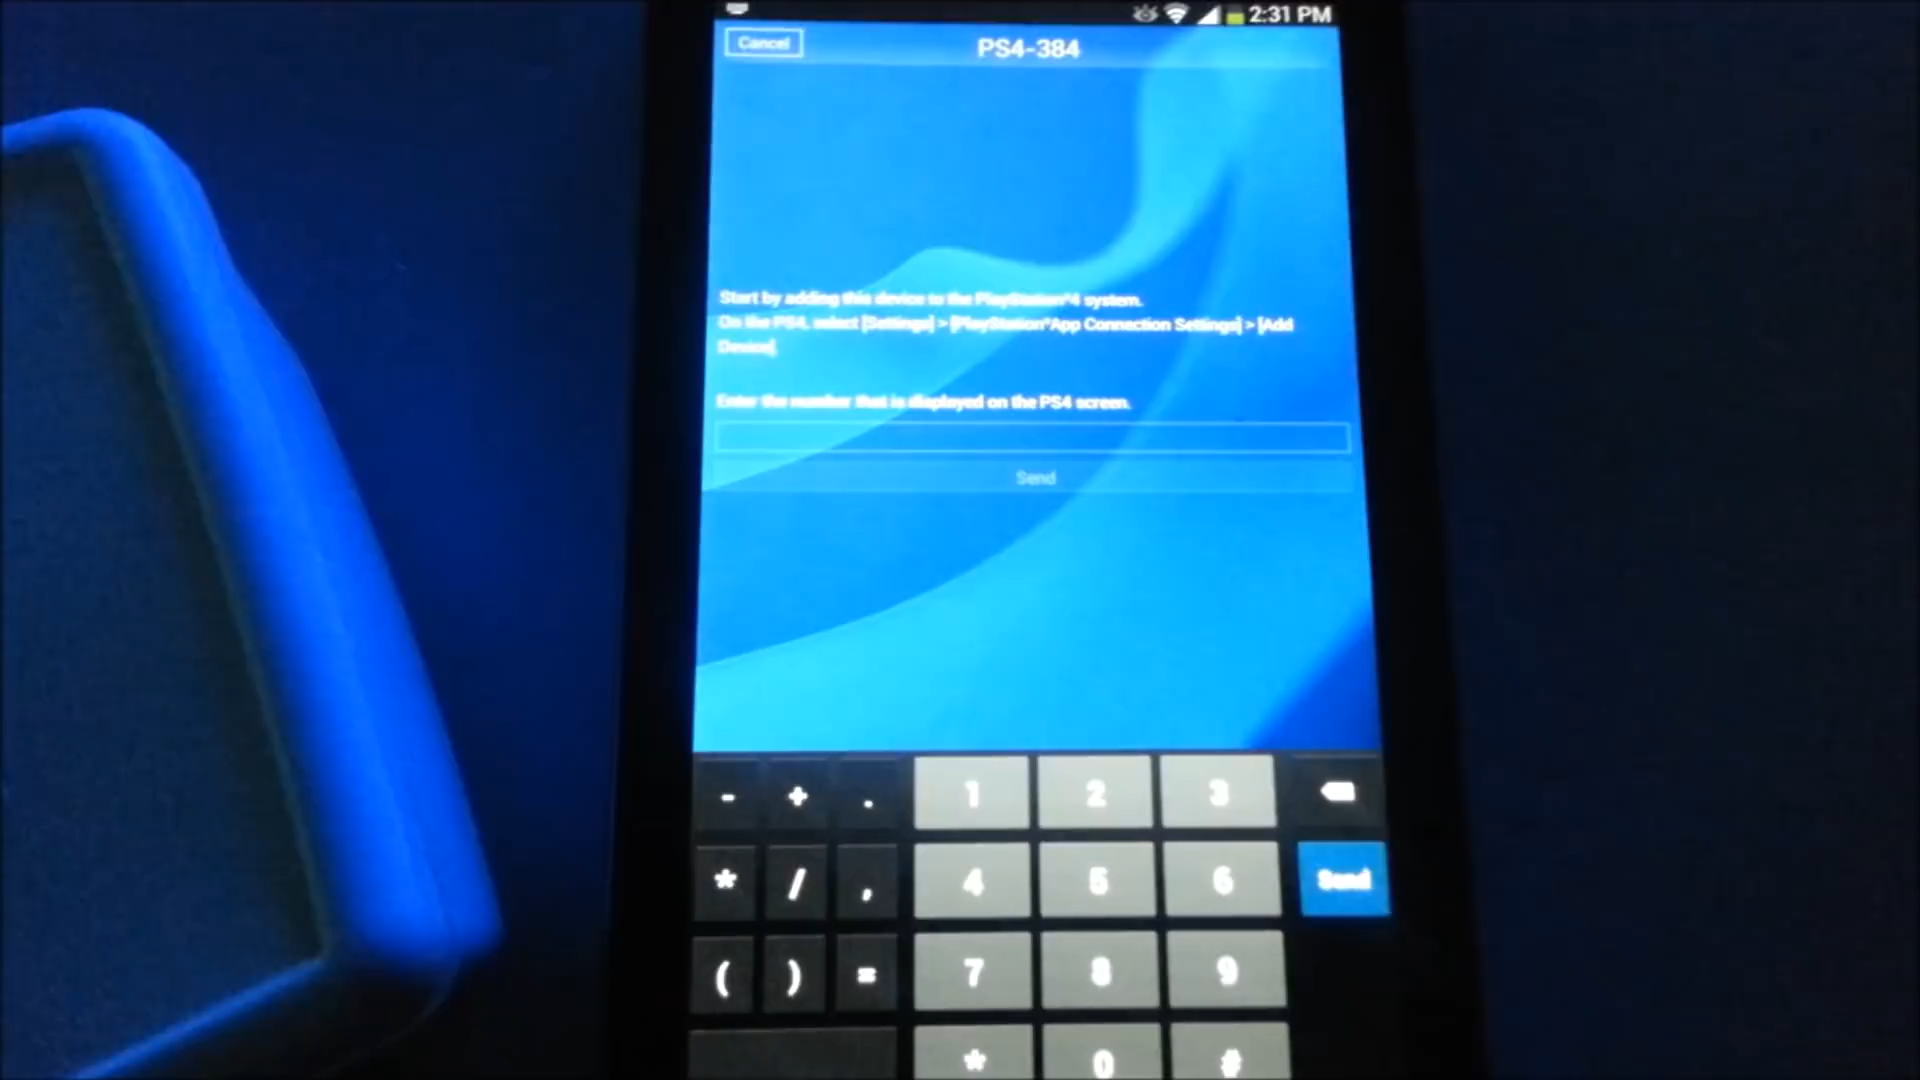 2:31 PM
Cancel
PS4-384
Start by adding this device to the PlayStation®4 system.
On the PS4, select [Settings] > [PlayStation®App Connection Settings] > [Add
Device].
Enter the number that is displayed on the PS4 screen.
Send
- + . 1 2 3
* / , 4 5 6 Send
( ) = 7 8 9
* 0 #